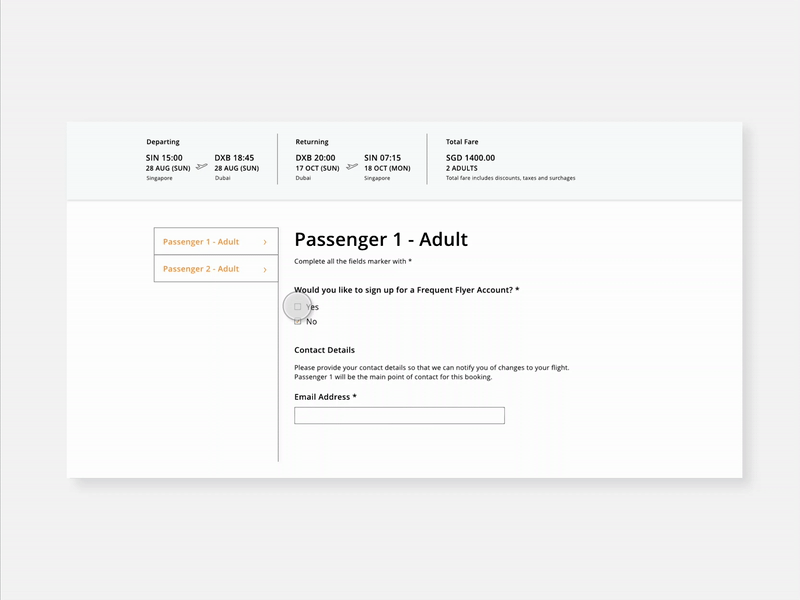 Departing
SIN 15:00
28 AUG (SUN)
Singapore
DXB 18:45
28 AUG (SUN)
Dubai
Returning
DXB 20:00
17 OCT (SUN)
Dubai
SIN 07:15
18 OCT (MON)
Singapore
Total Fare
SGD 1400.00
2 ADULTS
Total fare includes discounts, taxes and surchages
Passenger 1 - Adult
Passenger 2 - Adult
Passenger 1 - Adult
Complete all the fields marker with *
Would you like to sign up for a Frequent Flyer Account? *
Yes
No
Contact Details
Please provide your contact details so that we can notify you of changes to your flight.
Passenger 1 will be the main point of contact for this booking.
Email Address *